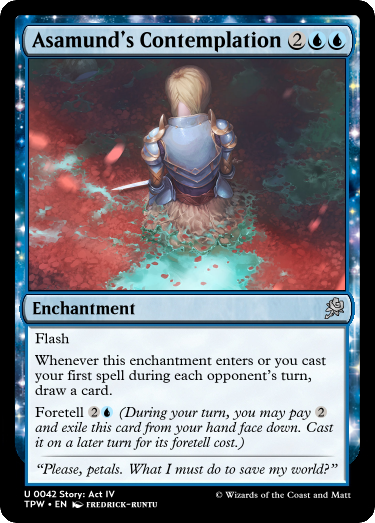 Asamund's Contemplation 2
Enchantment
Flash
Whenever this enchantment enters or you cast
your first spell during each opponent's turn,
draw a card.
Foretell 2 (During your turn, you may pay 2
and exile this card from your hand face down. Cast
it on a later turn for its foretell cost.)
“Please, petals. What I must do to save my world?”
U 0042 Story: Act IV
TPW • EN FREDRICK-RUNTU
© Wizards of the Coast and Matt